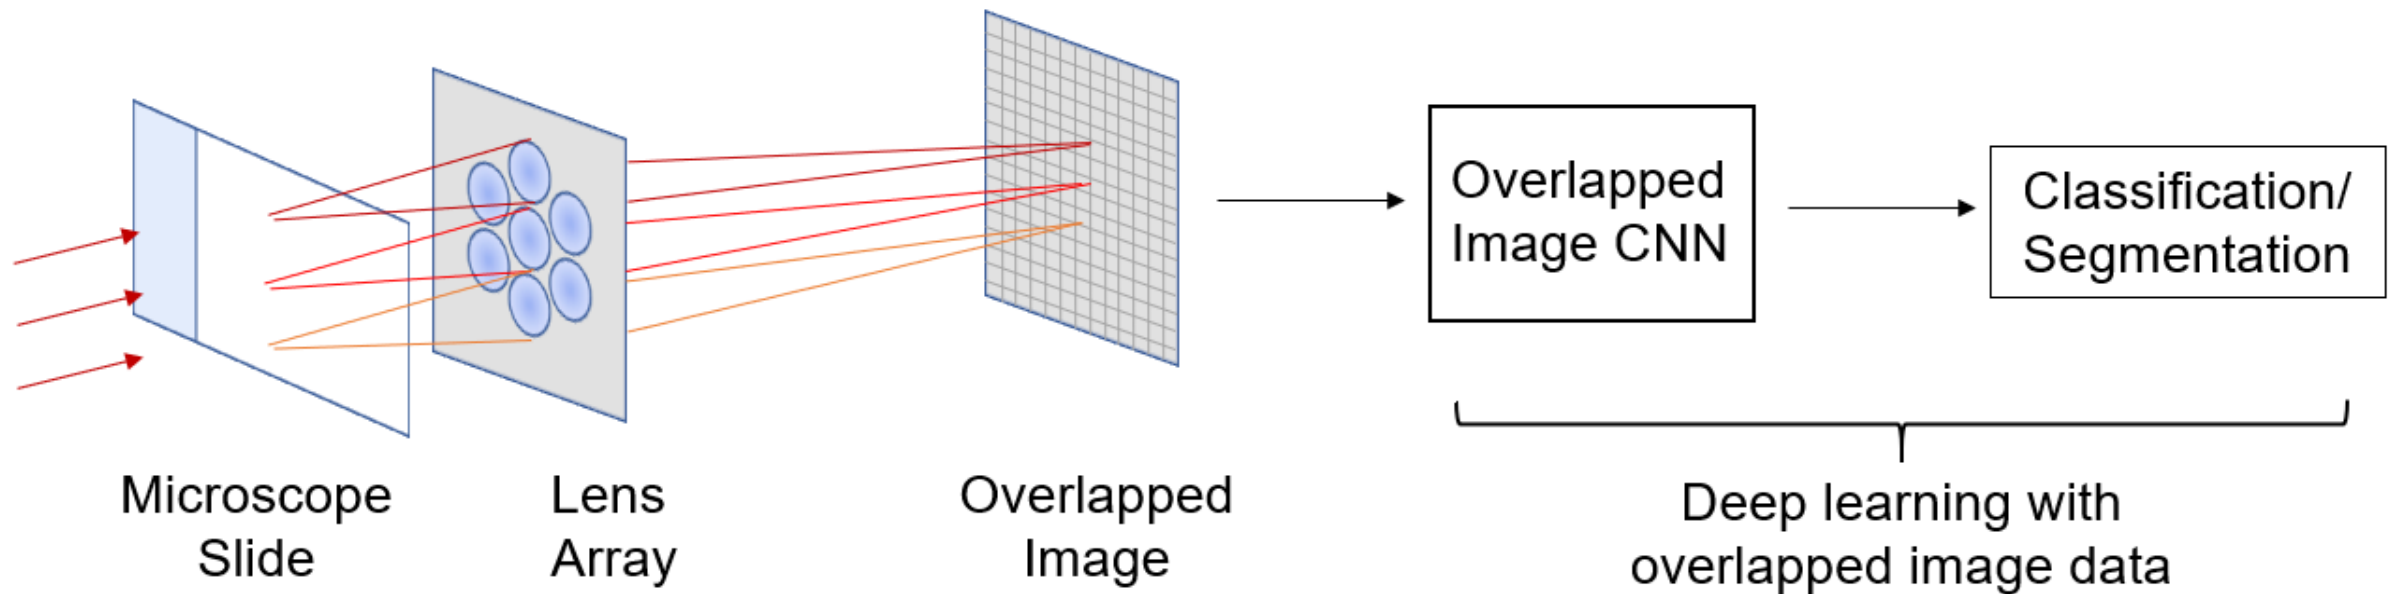 Microscope
Slide
Lens
Array
Overlapped
Image
Overlapped
Image CNN
Classification/
Segmentation
Deep learning with
overlapped image data